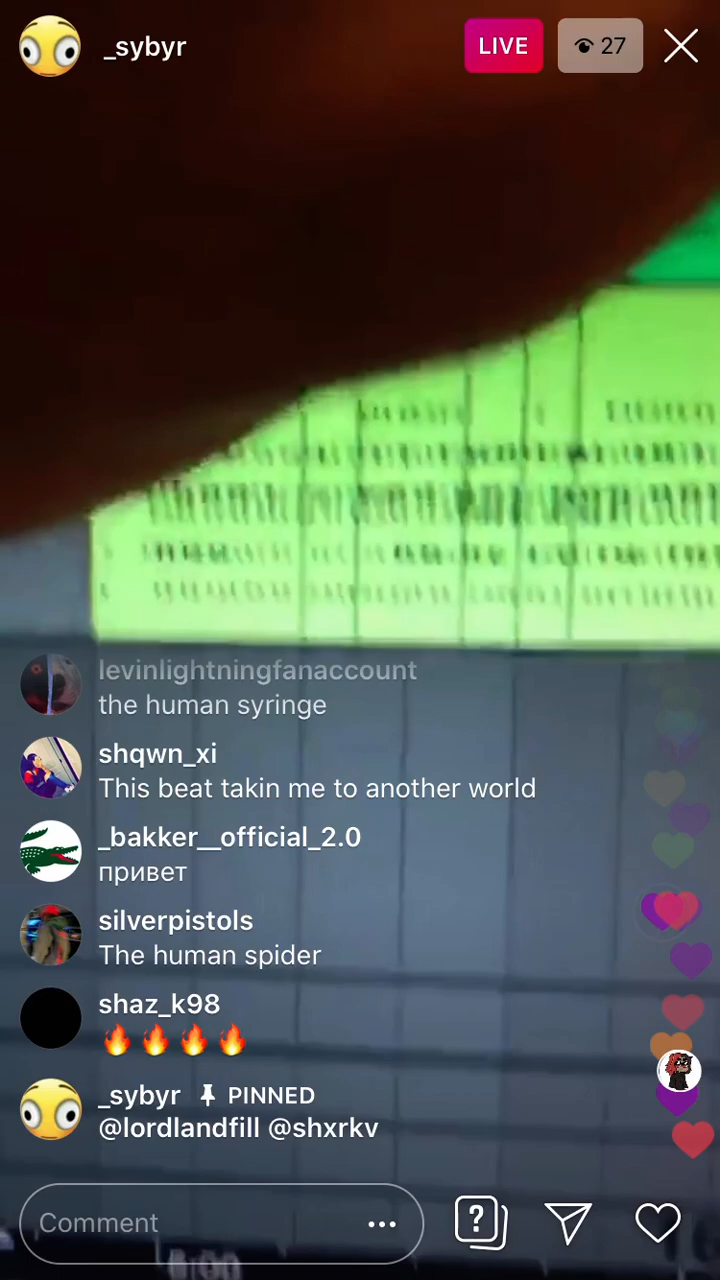 _sybyr
LIVE
27
levinlightningfanaccount
the human syringe
shqwn_xi
This beat takin me to another world
_bakker__official_2.0
привет
silverpistols
The human spider
shaz_k98
🔥 🔥 🔥 🔥
_sybyr PINNED
@lordlandfill @shxrkv
Comment